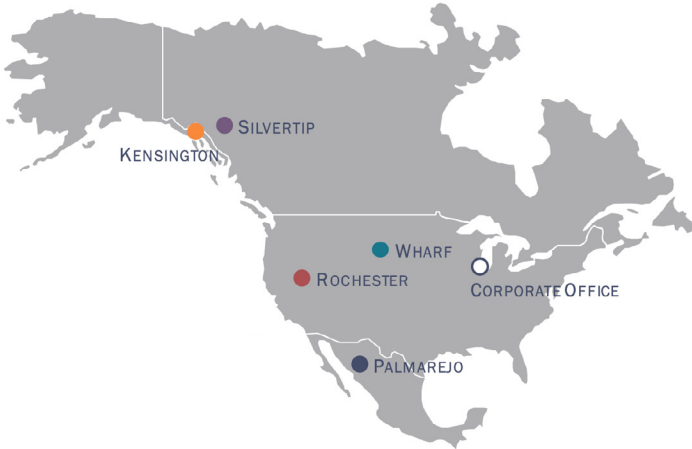 SILVERTIP
KENSINGTON
WHARF
ROCHESTER
CORPORATE OFFICE
PALMAREJO